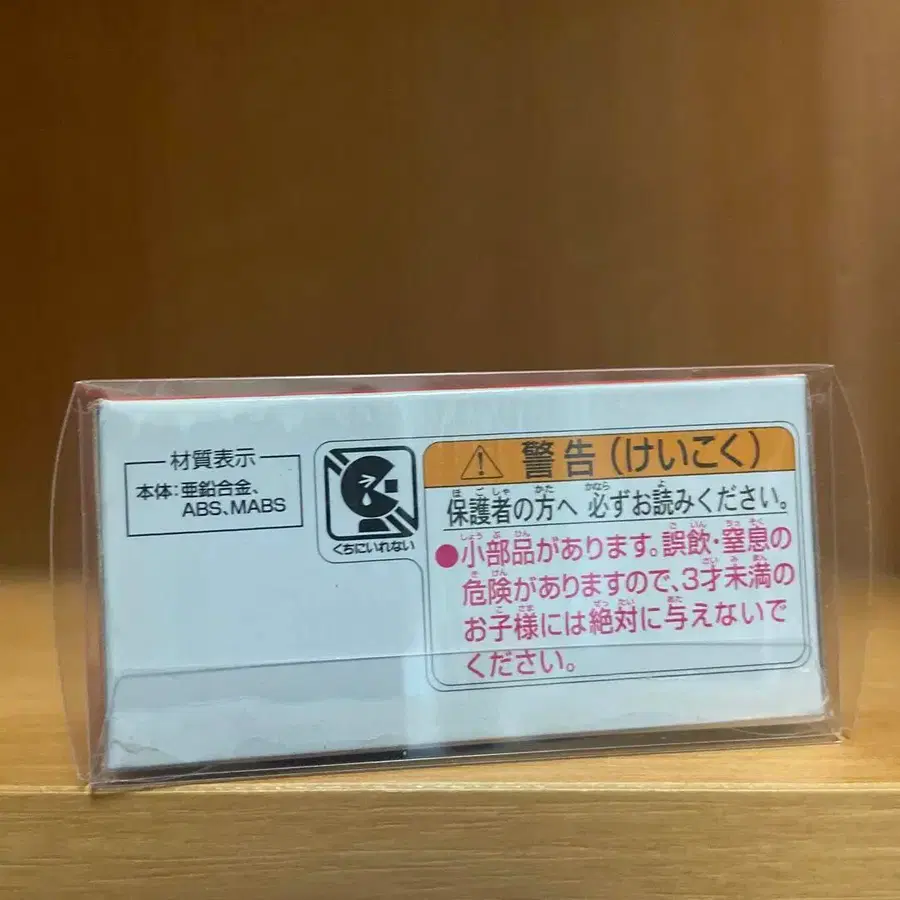 材質表示
本体:亜鉛合金、
ABS、MABS
くちにいれない
警告(けいこく)
保護者の方へ 必ずお読みください。
●小部品があります。誤飲・窒息の
危険がありますので、3才未満の
お子様には絶対に与えないで
ください。